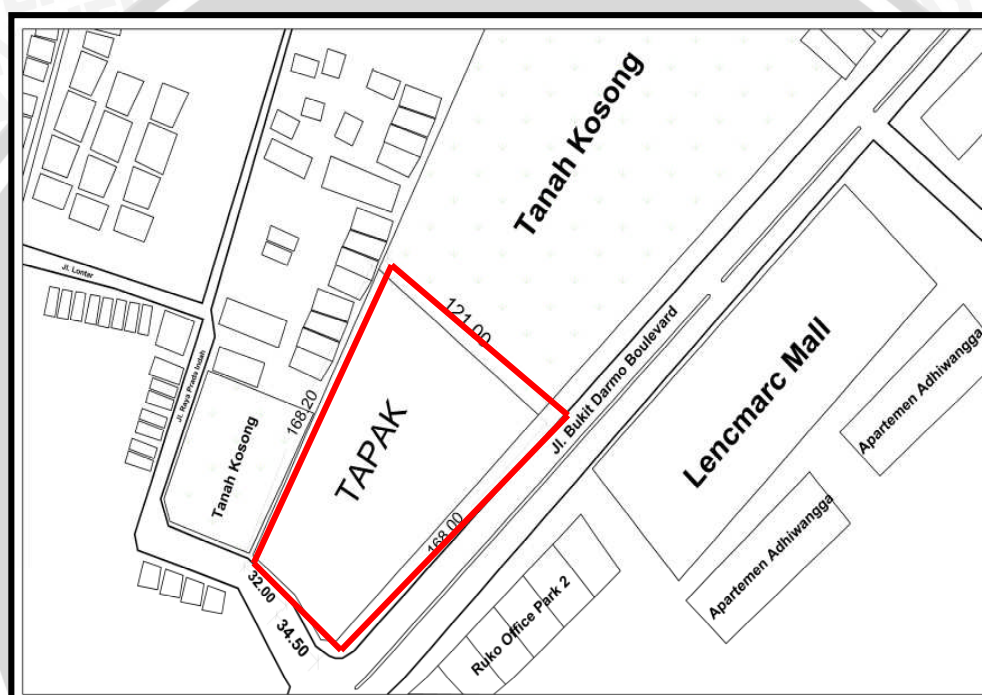 Tanah Kosong
Jl. Lonter
121.00
Jl. Bukit Darmo Boulevard
Lencmarc Mall
Apartemen Adhiwangga
Jl. Raya Prada Indah
168.20
TAPAK
Tanah Kosong
168.00
Apartemen Adhiwangga
32.00
34.50
Ruko Office Park 2